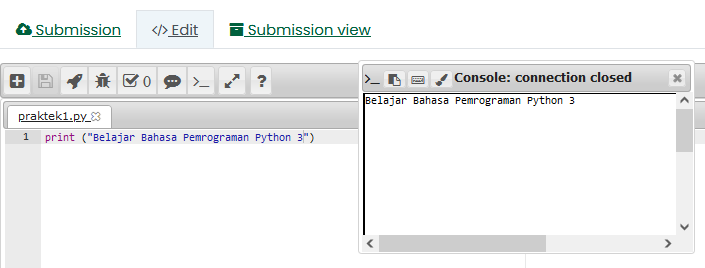 Submission </> Edit Submission view
0 >_ ?
>_ Console: connection closed
Belajar Bahasa Pemrograman Python 3
praktek1.py
1 print ("Belajar Bahasa Pemrograman Python 3")